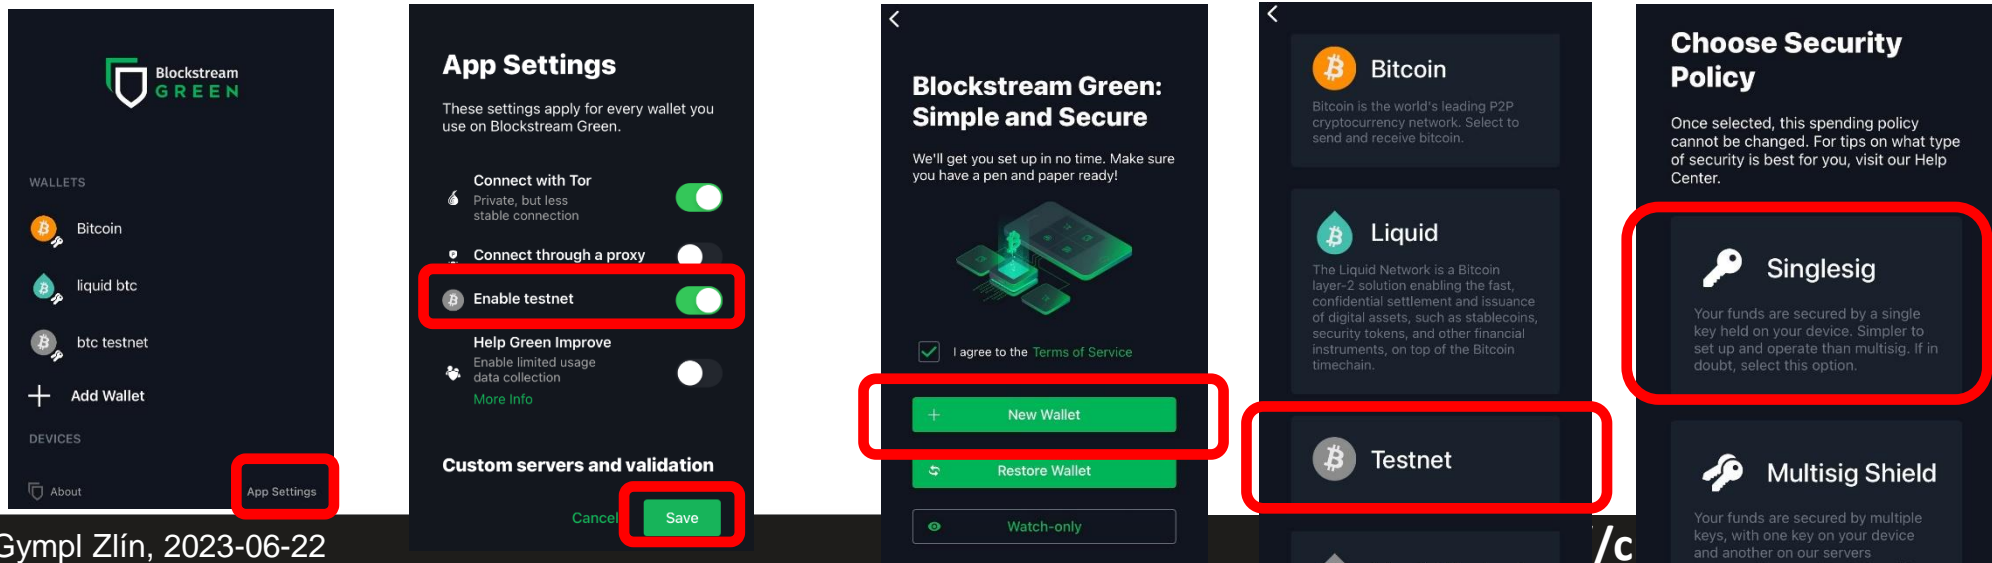 Blockstream
GREEN
WALLETS
Bitcoin
liquid btc
btc testnet
Add Wallet
DEVICES
About
App Settings
App Settings
These settings apply for every wallet you
use on Blockstream Green.
Connect with Tor
Private, but less
stable connection
Connect through a proxy
Enable testnet
Help Green Improve
Enable limited usage
data collection
More Info
Custom servers and validation
Cancel
Save
Blockstream Green:
Simple and Secure
We'll get you set up in no time. Make sure
you have a pen and paper ready!
I agree to the Terms of Service
New Wallet
Restore Wallet
Watch-only
Bitcoin
Bitcoin is the world's leading P2P
cryptocurrency network. Select to
send and receive bitcoin.
Liquid
The Liquid Network is a Bitcoin
layer-2 solution enabling the fast,
confidential settlement and issuance
of digital assets, such as stablecoins,
security tokens, and other financial
instruments, on top of the Bitcoin
timechain.
Testnet
Choose Security
Policy
Once selected, this spending policy
cannot be changed. For tips on what type
of security is best for you, visit our Help
Center.
Singlesig
Your funds are secured by a single
key held on your device. Simpler to
set up and operate than multisig. If in
doubt, select this option.
Multisig Shield
Your funds are secured by multiple
keys, with one key on your device
and another on our servers
Gympl Zlín, 2023-06-22
/c